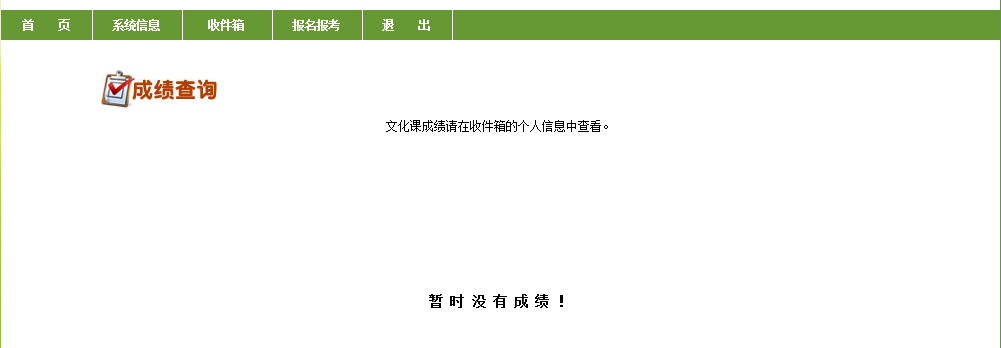 首 页 系统信息 收件箱 报名报考 退 出
成绩查询
文化课成绩请在收件箱的个人信息中查看。
暂 时 没 有 成 绩 ！